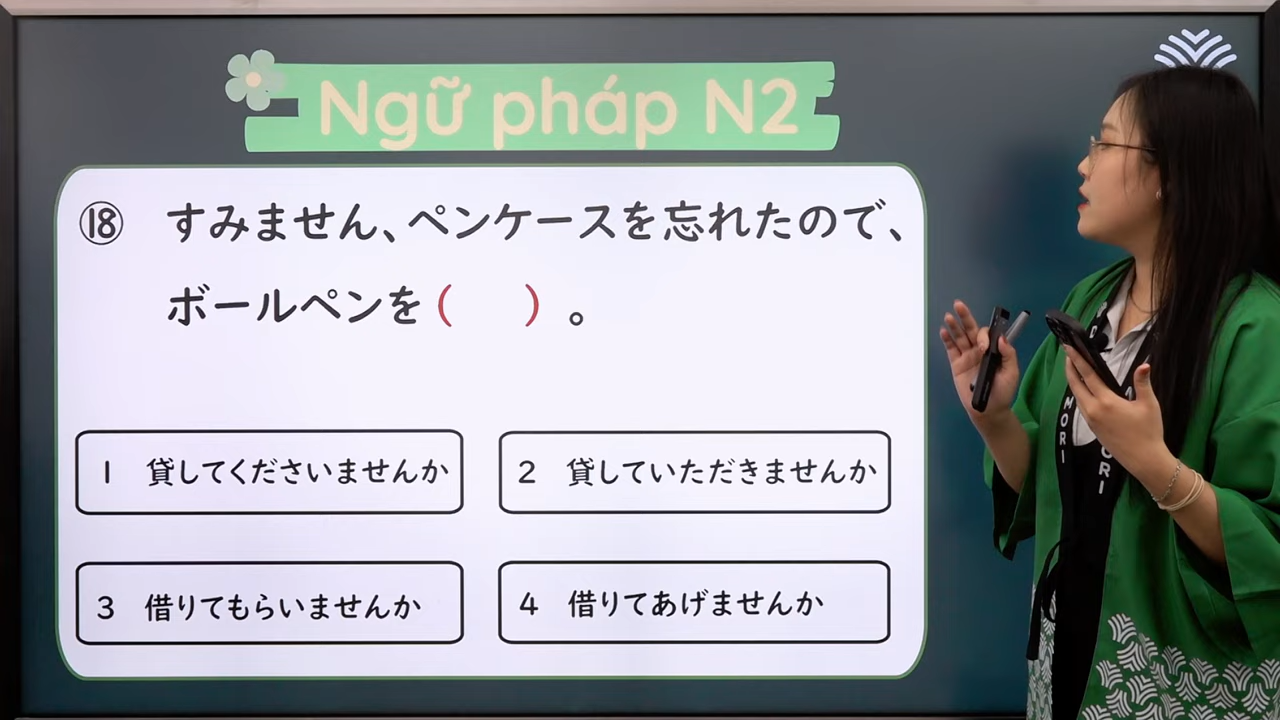 Ngữ pháp N2
⑱ すみません、ペンケースを忘れたので、
ボールペンを( )。
1 貸してくださいませんか
2 貸していただきませんか
3 借りてもらいませんか
4 借りてあげませんか
MORI
ORI